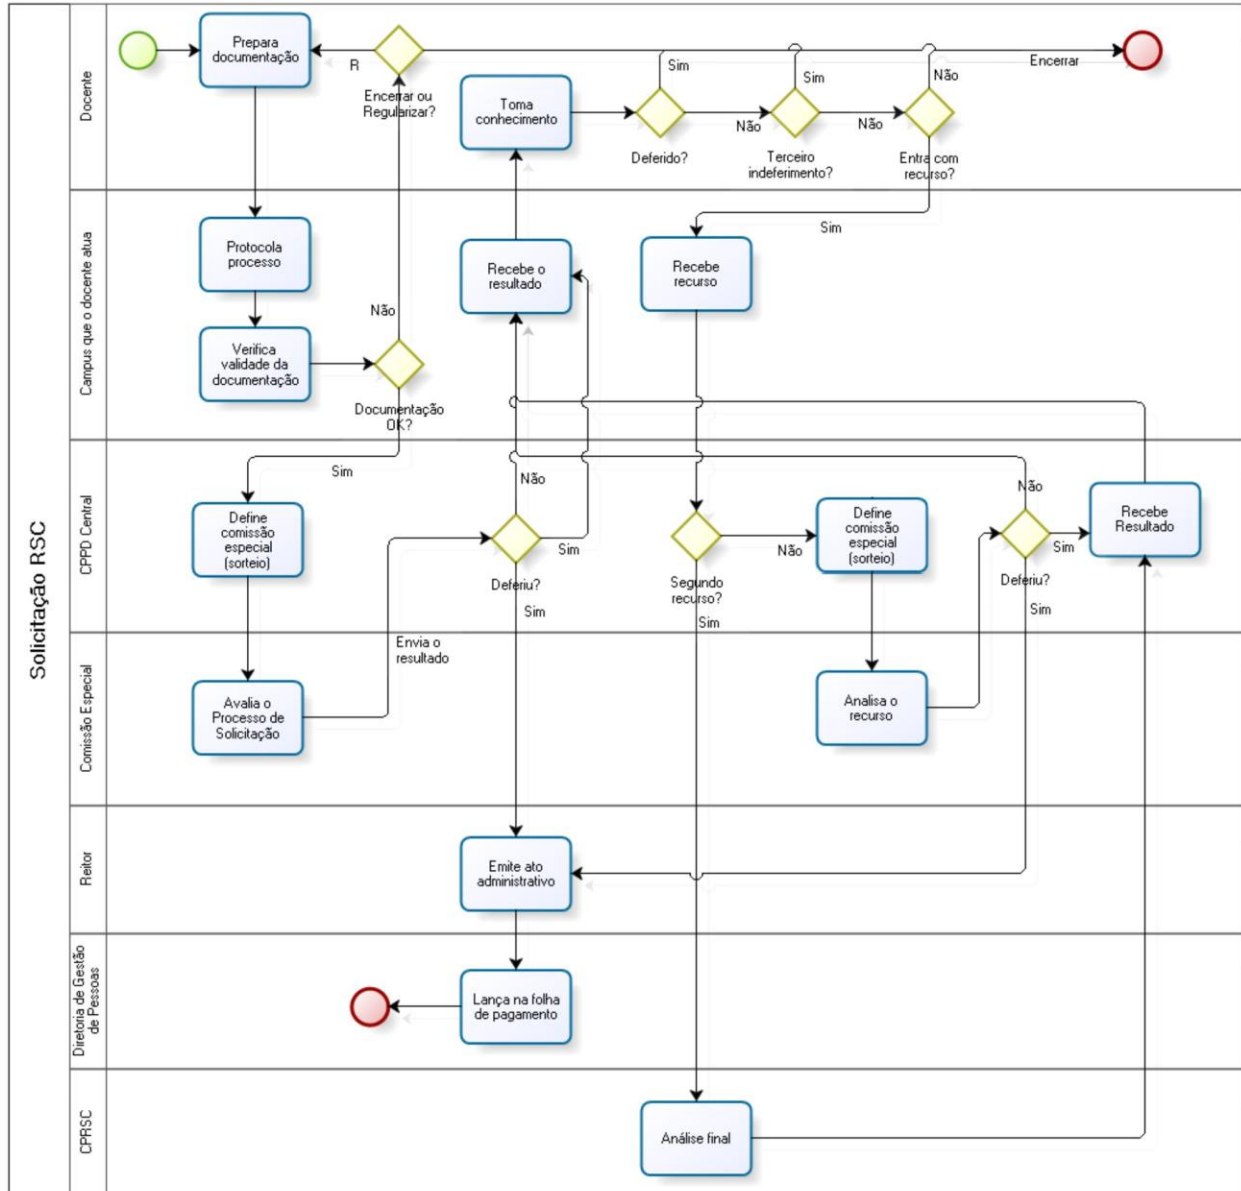 Solicitação RSC
Docente
Prepara
documentação
R
Encerrar ou
Regularizar?
Toma
conhecimento
Sim
Sim
Não
Encerrar
Não
Não
Deferido?
Terceiro
indeferimento?
Entra com
recurso?
Campus que o docente atua
Sim
Protocola
processo
Recebe o
resultado
Recebe
recurso
Não
Verifica
validade da
documentação
Documentação
OK?
CPPD Central
Sim
Não
Não
Define
comissão
especial
(sorteio)
Define
comissão
especial
(sorteio)
Recebe
Resultado
Sim
Não
Sim
Deferiu?
Segundo
recurso?
Deferiu?
Sim
Sim
Sim
Comissão Especial
Envia o
resultado
Avalia o
Processo de
Solicitação
Analisa o
recurso
Reitor
Emite ato
administrativo
Diretoria de Gestão
de Pessoas
Lança na folha
de pagamento
CPRSC
Análise final